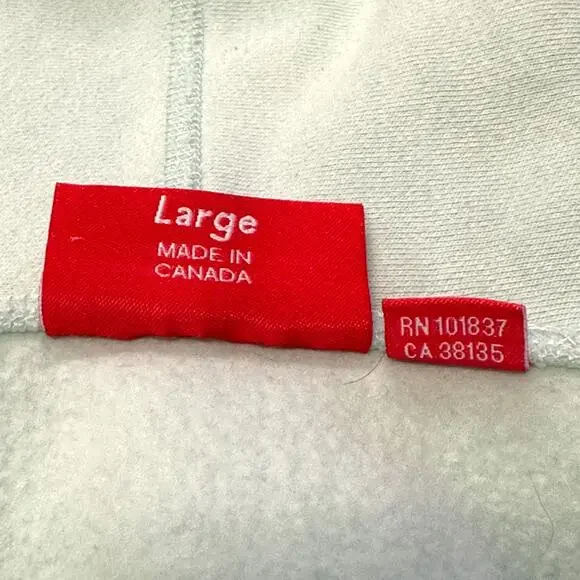 Large
MADE IN
CANADA
RN 101837
CA 38135